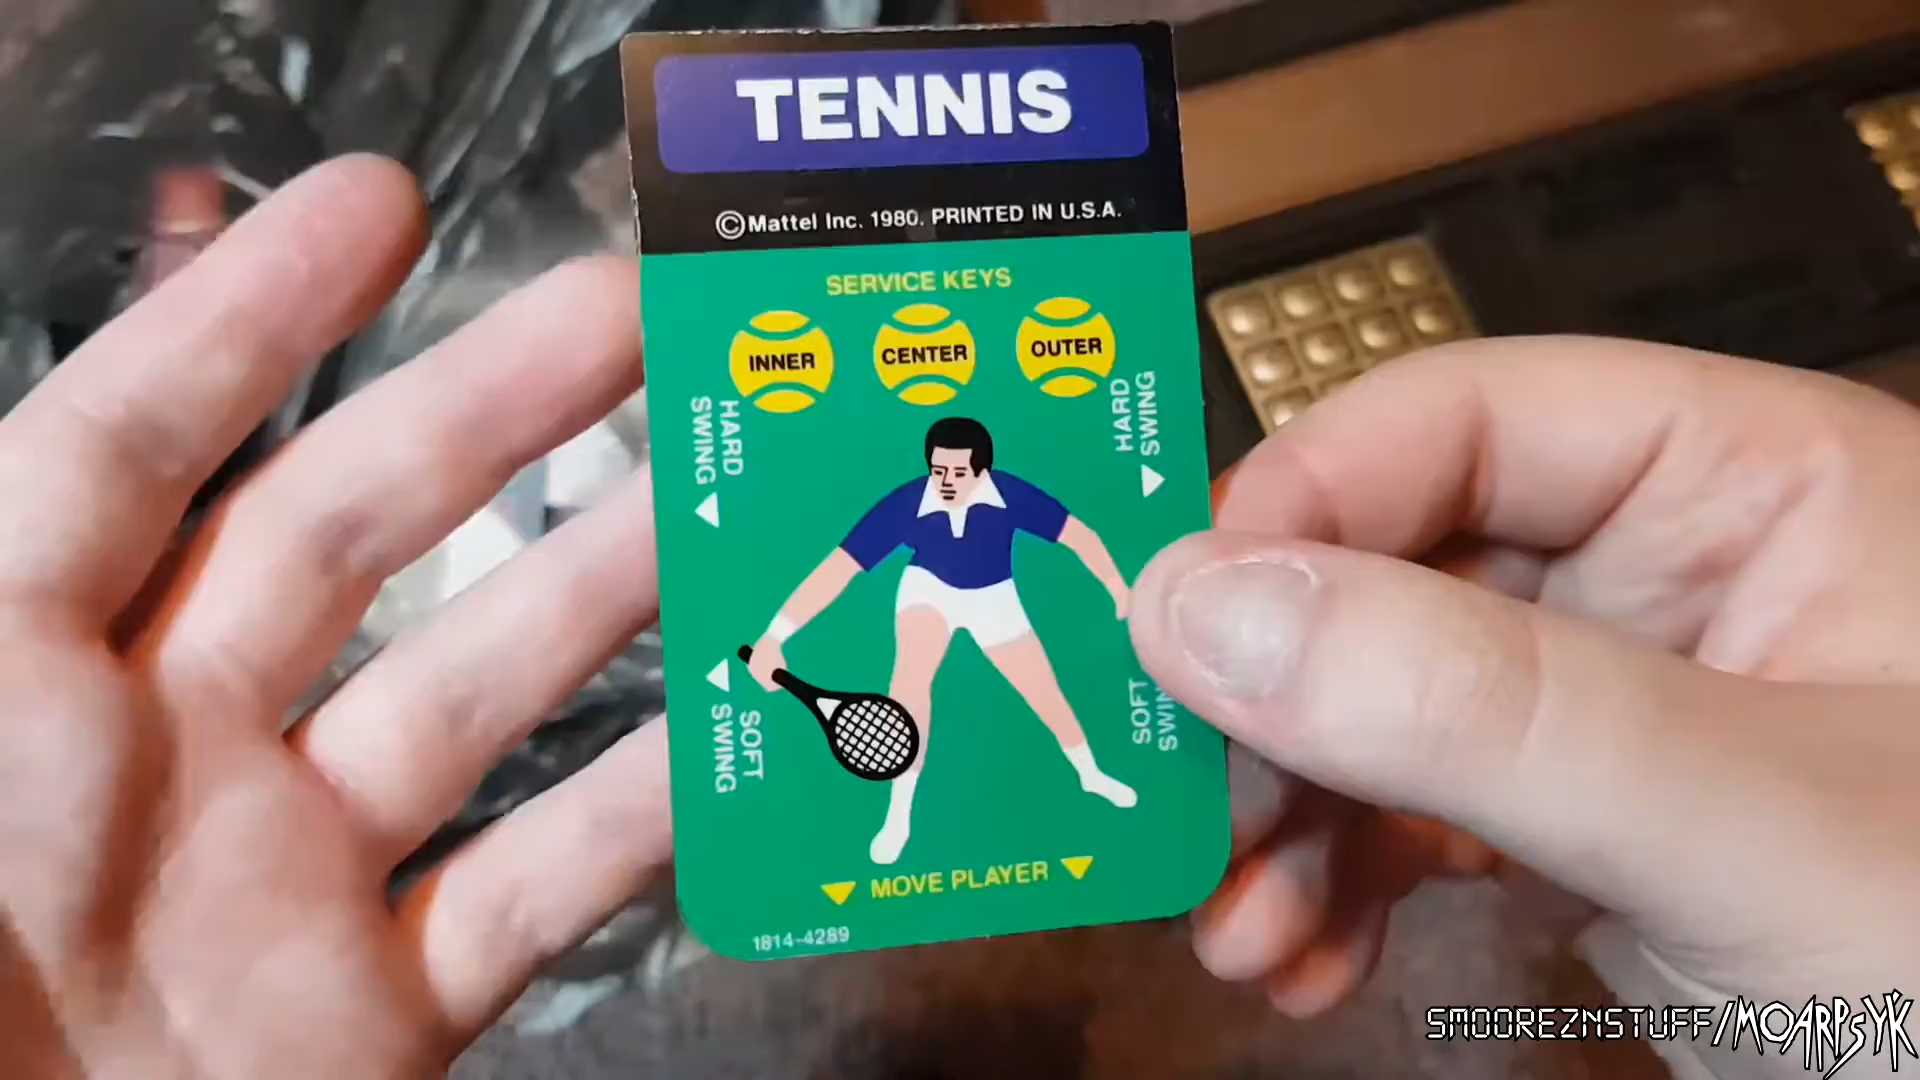 TENNIS
©Mattel Inc. 1980. PRINTED IN U.S.A.
SERVICE KEYS
INNER
CENTER
OUTER
HARD
SWING
HARD
SWING
SOFT
SWING
SOFT
MOVE PLAYER
1814-4289
SMOOREZNSTUFF/MOARPSYK